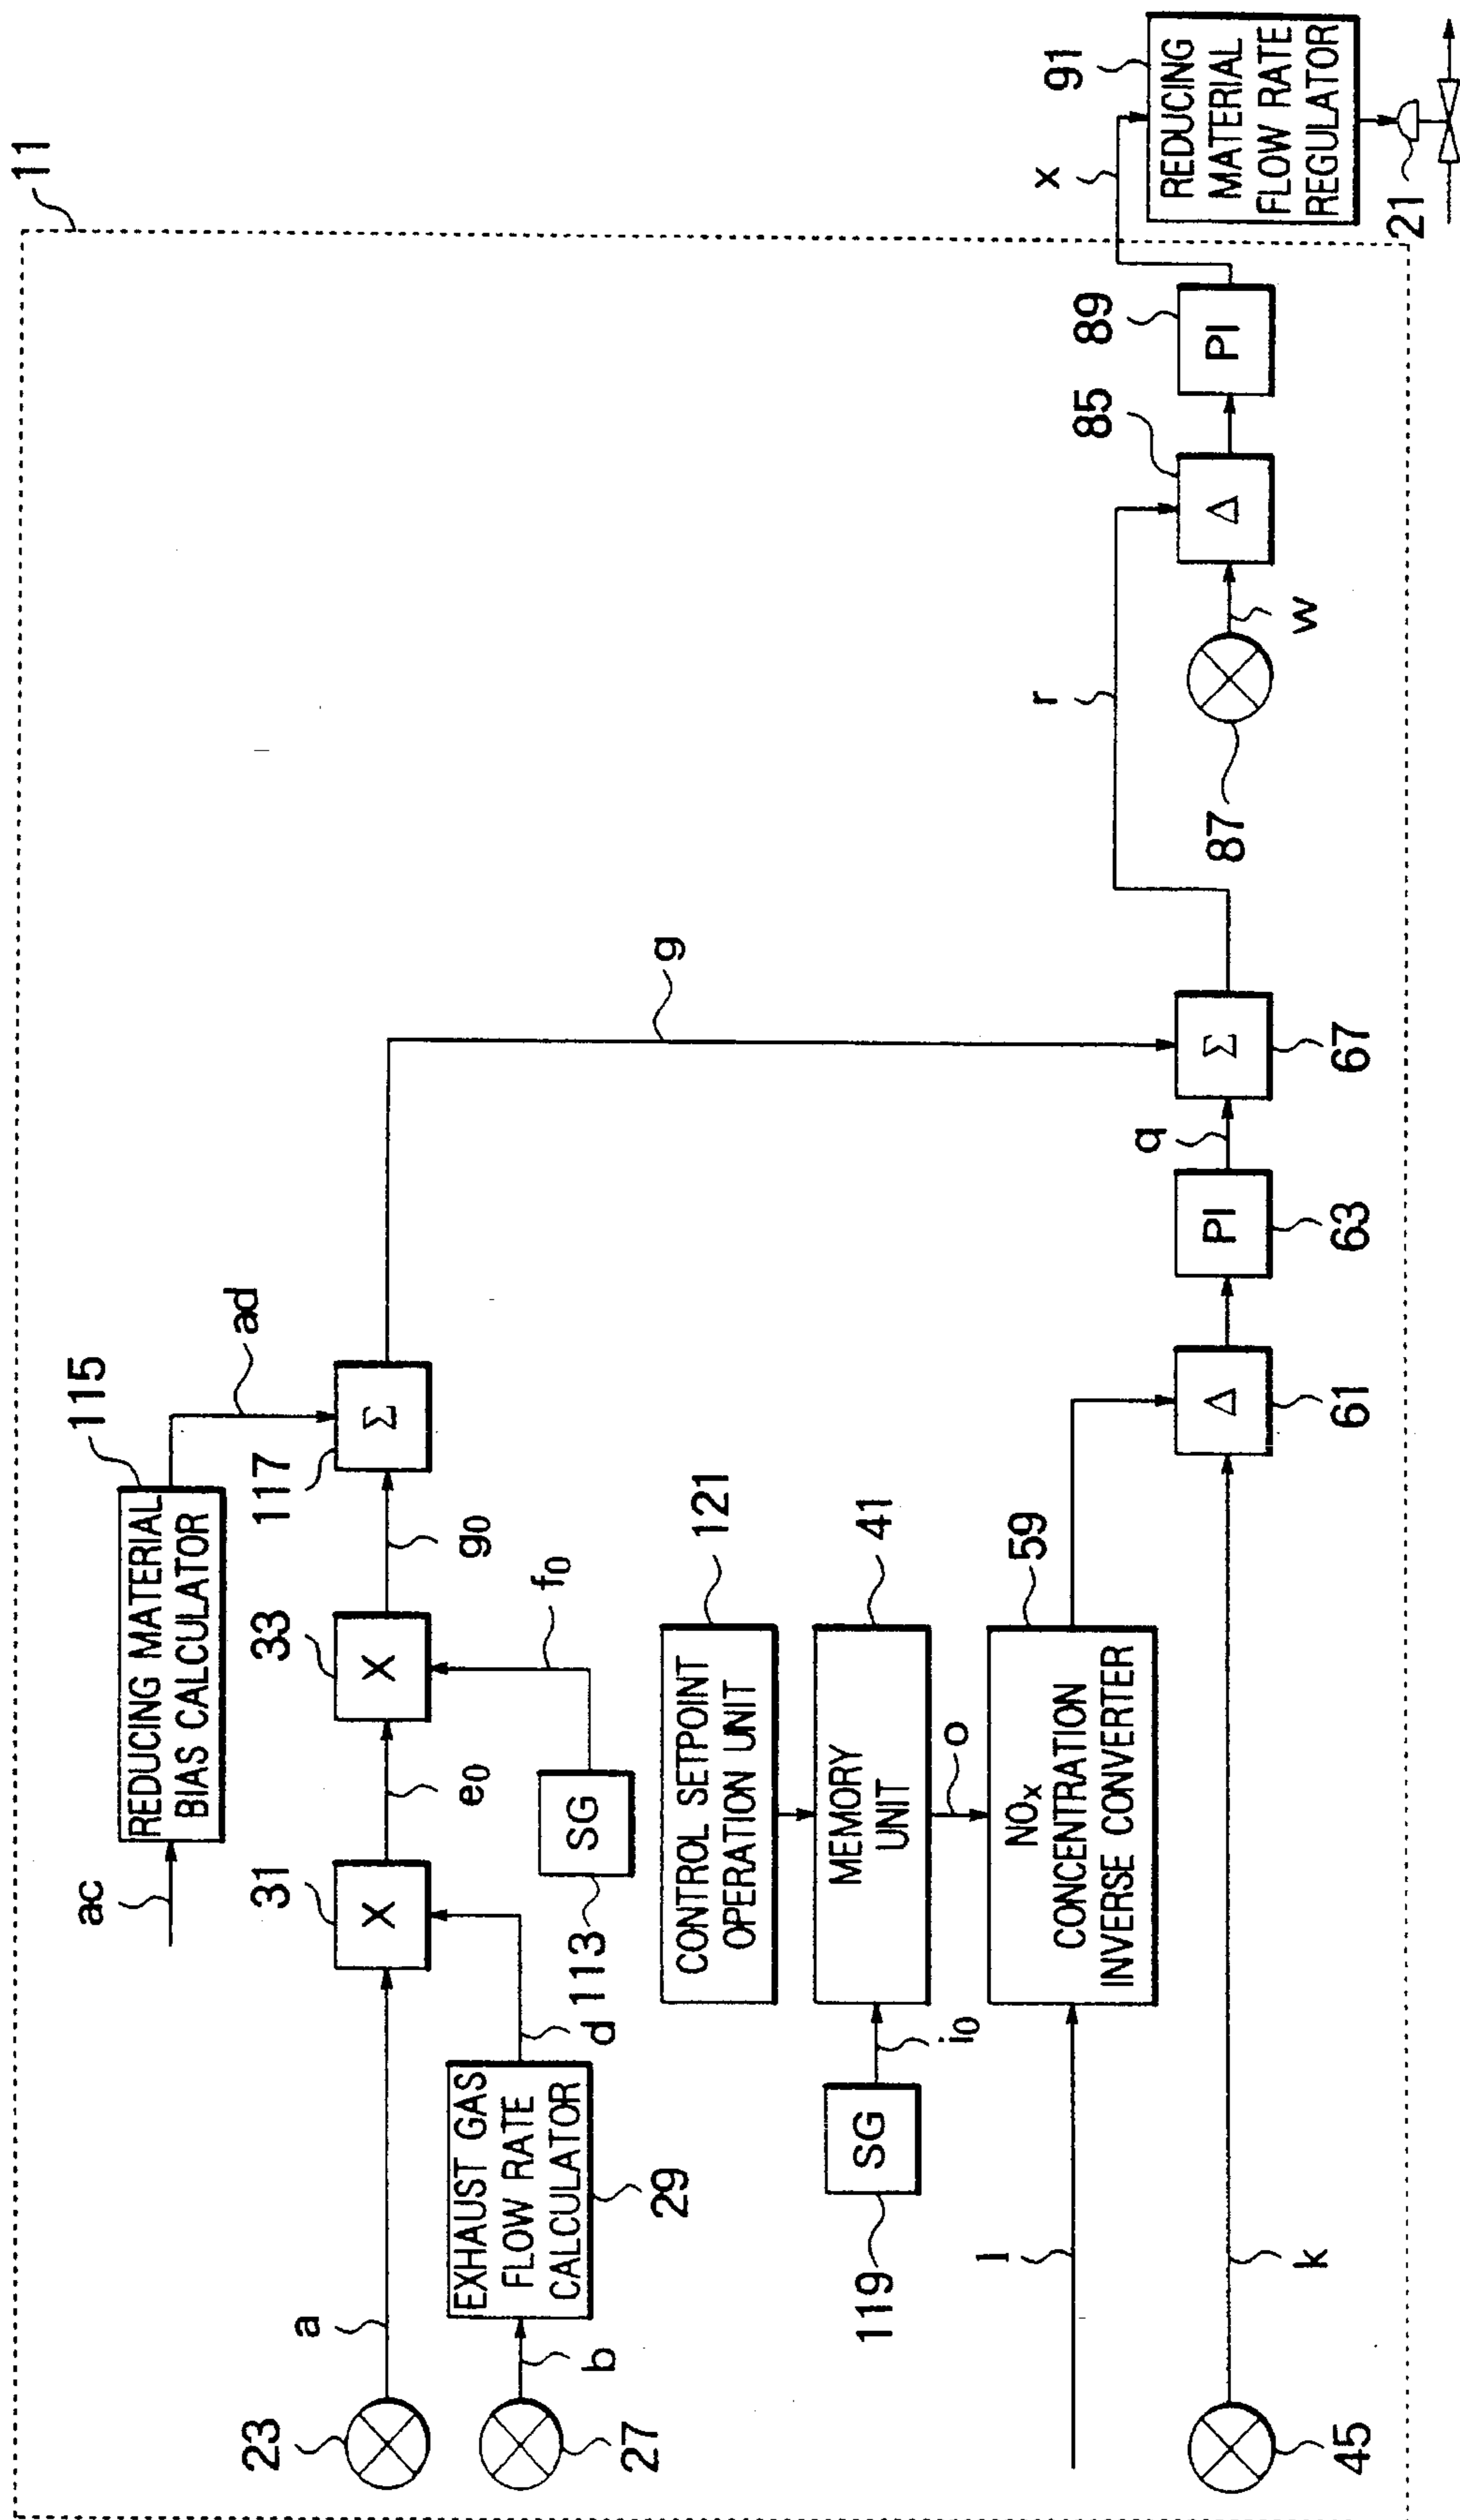 11
ac
REDUCING MATERIAL
BIAS CALCULATOR
115
ad
23
a
31
X
e0
33
X
g0
117
Σ
g
27
b
EXHAUST GAS
FLOW RATE
CALCULATOR
29
d
SG
113
f0
CONTROL SETPOINT
OPERATION UNIT
121
SG
119
i0
MEMORY
UNIT
41
o
l
NOx
CONCENTRATION
INVERSE CONVERTER
59
45
k
Δ
61
PI
63
q
Σ
67
r
87
w
Δ
85
PI
89
x
REDUCING
MATERIAL
FLOW RATE
REGULATOR
91
21